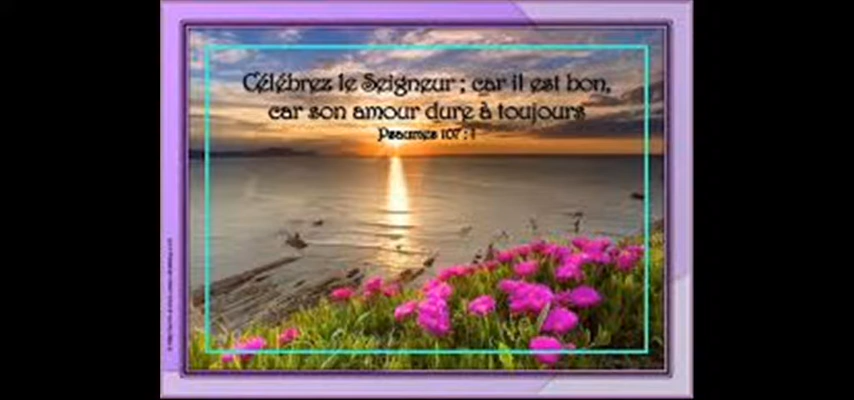 Célébrez le Seigneur ; car il est bon,
car son amour dure à toujours
Psaumes 107 : 1